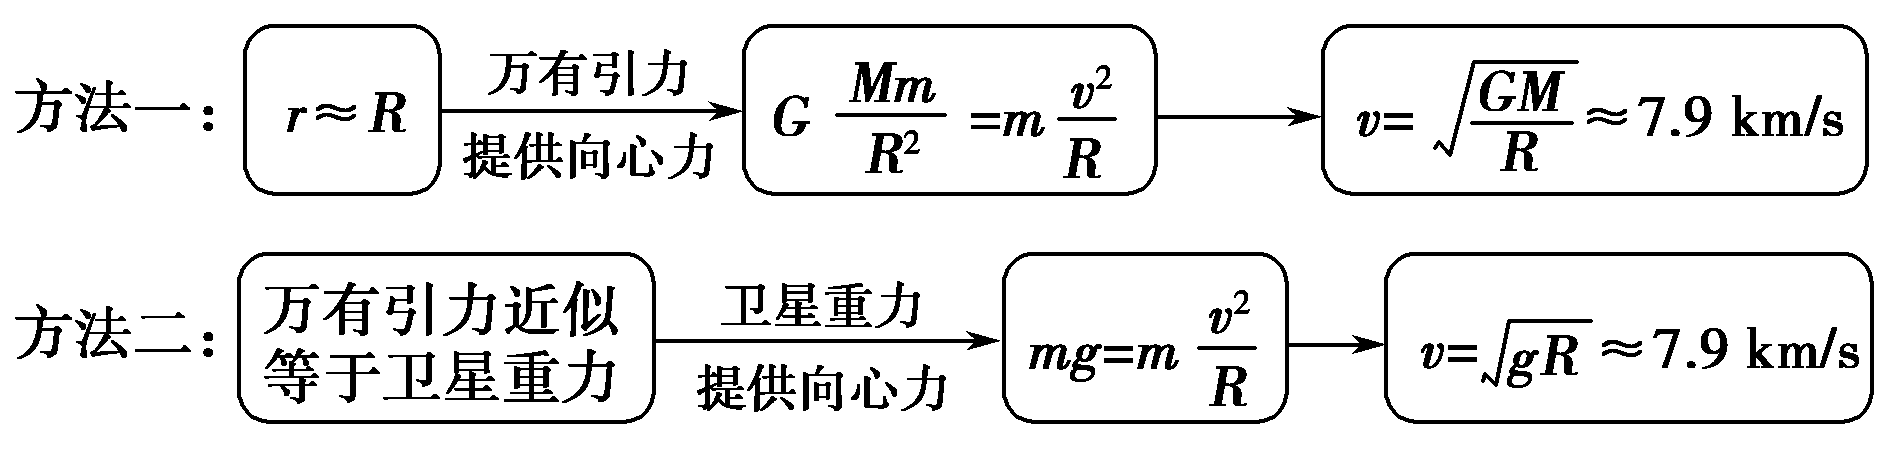 方法一： r≈R 万有引力 提供向心力 G Mm/R² =m v²/R v=√(GM/R) ≈7.9 km/s
方法二： 万有引力近似等于卫星重力 卫星重力 提供向心力 mg=m v²/R v=√gR ≈7.9 km/s